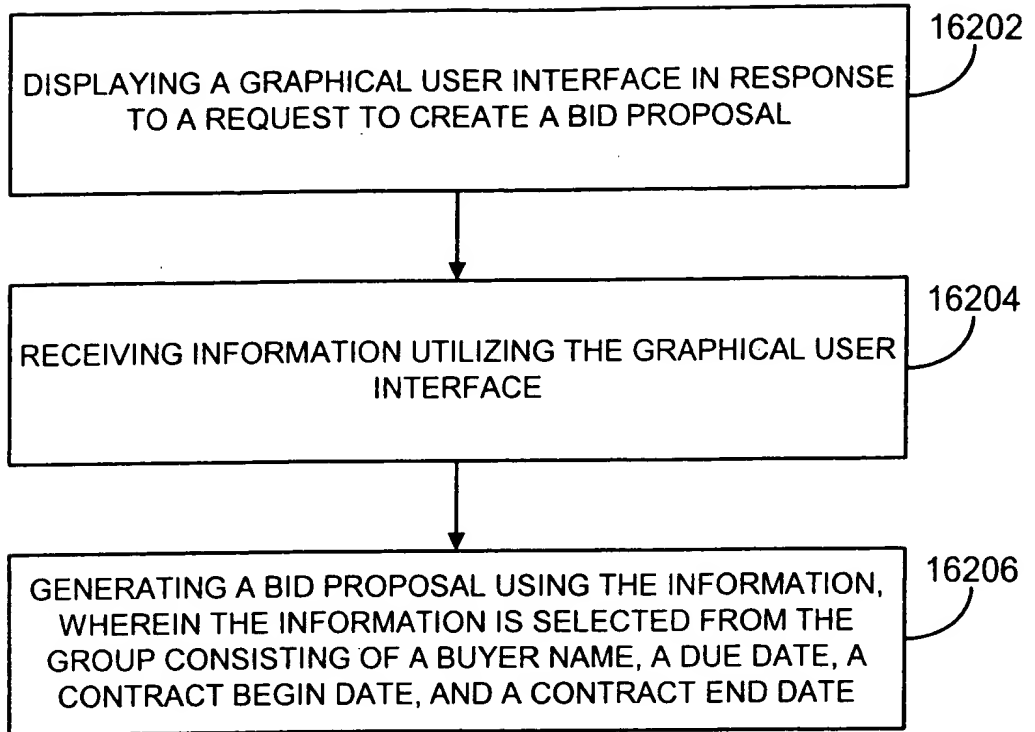 16202
DISPLAYING A GRAPHICAL USER INTERFACE IN RESPONSE
TO A REQUEST TO CREATE A BID PROPOSAL
16204
RECEIVING INFORMATION UTILIZING THE GRAPHICAL USER
INTERFACE
16206
GENERATING A BID PROPOSAL USING THE INFORMATION,
WHEREIN THE INFORMATION IS SELECTED FROM THE
GROUP CONSISTING OF A BUYER NAME, A DUE DATE, A
CONTRACT BEGIN DATE, AND A CONTRACT END DATE